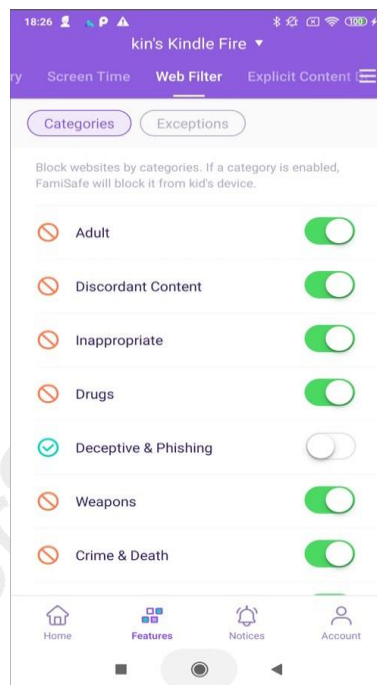 18:26 P 100
kin's Kindle Fire
ry Screen Time Web Filter Explicit Content
Categories Exceptions
Block websites by categories. If a category is enabled,
FamiSafe will block it from kid's device.
Adult
Discordant Content
Inappropriate
Drugs
Deceptive & Phishing
Weapons
Crime & Death
Home Features Notices Account